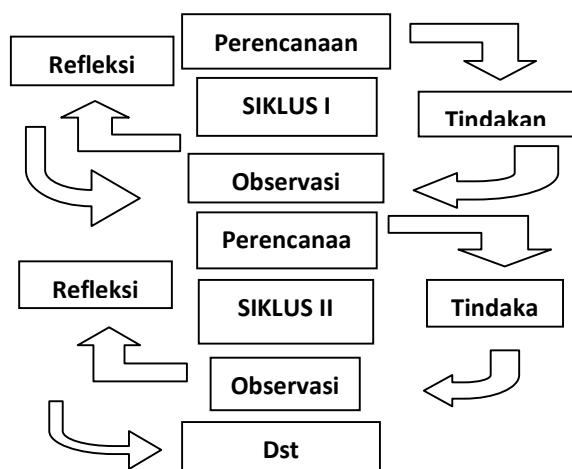 Perencanaan
Refleksi
SIKLUS I
Tindakan
Observasi
Perencanaa
Refleksi
SIKLUS II
Tindaka
Observasi
Dst